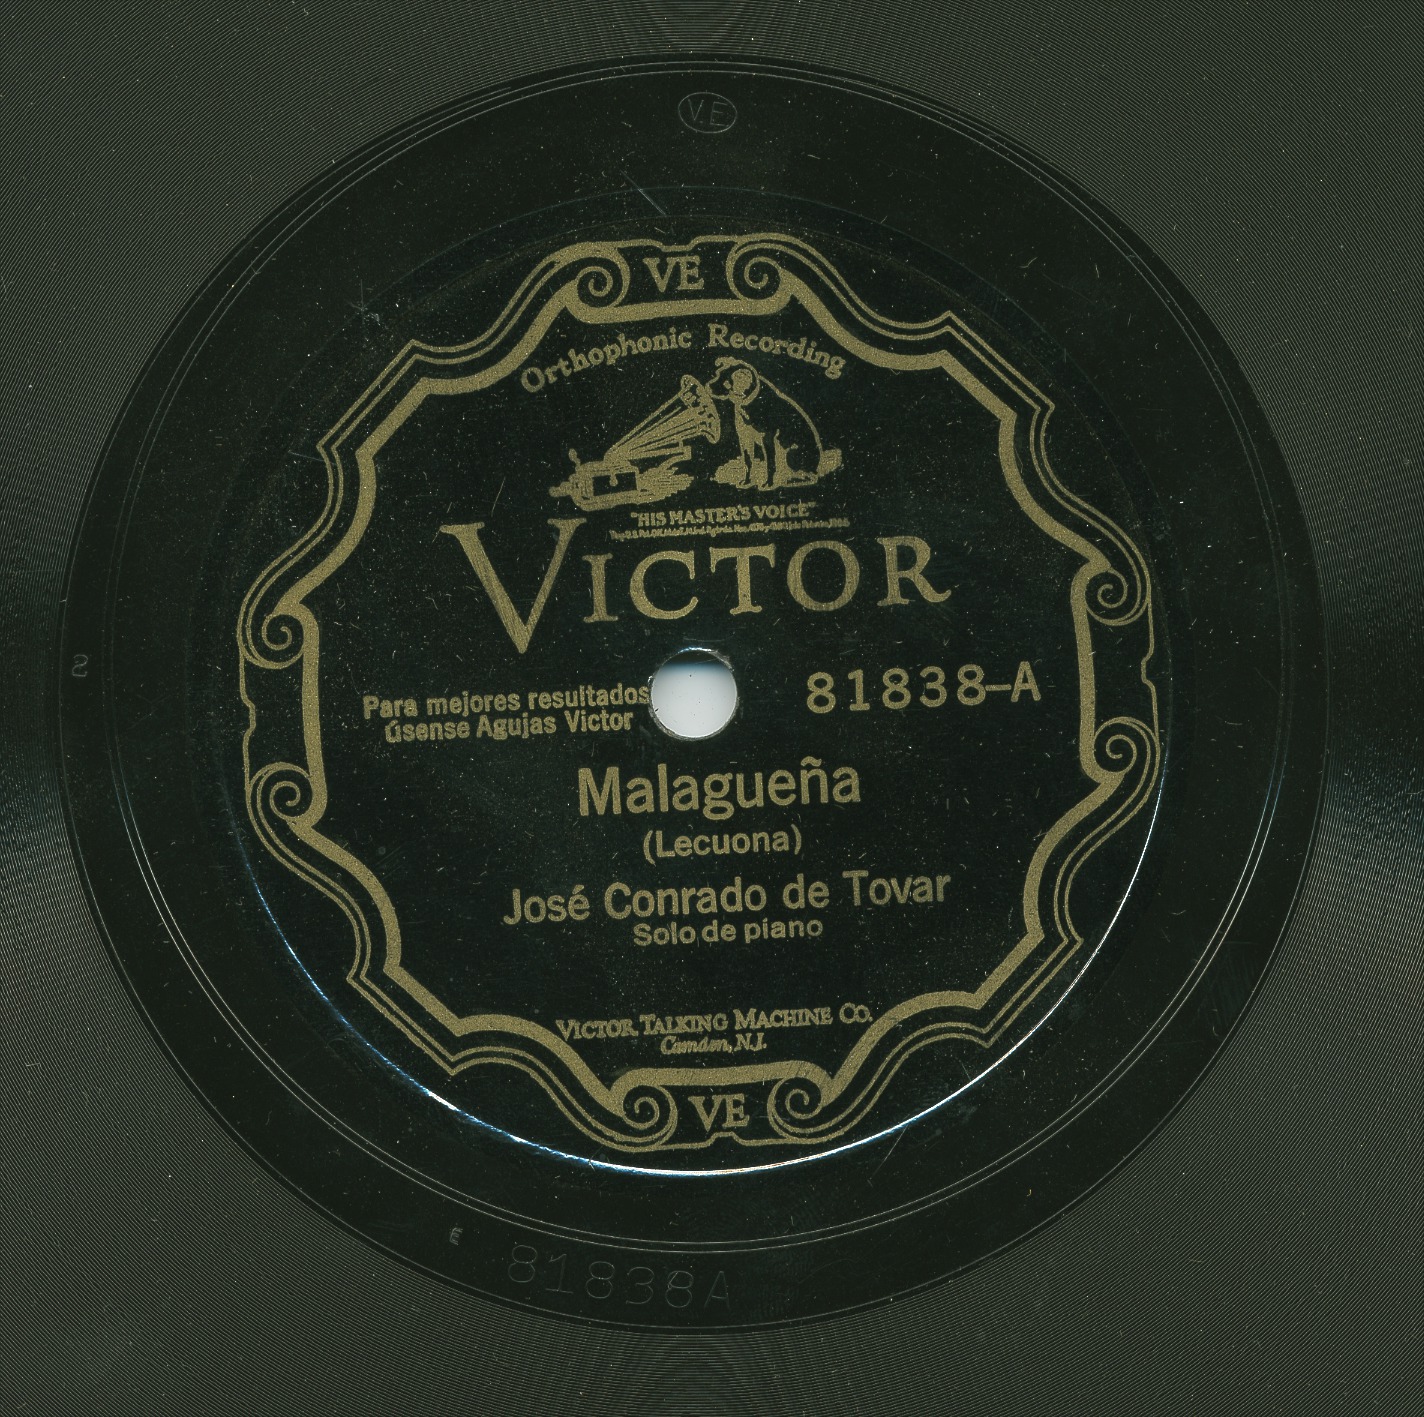 VE
VE
Orthophonic Recording
"HIS MASTER'S VOICE"
VICTOR
2
Para mejores resultados
úsense Agujas Victor
81838-A
Malagueña
(Lecuona)
José Conrado de Tovar
Solo de piano
VICTOR TALKING MACHINE CO.
Camden, N.J.
VE
E
81838A